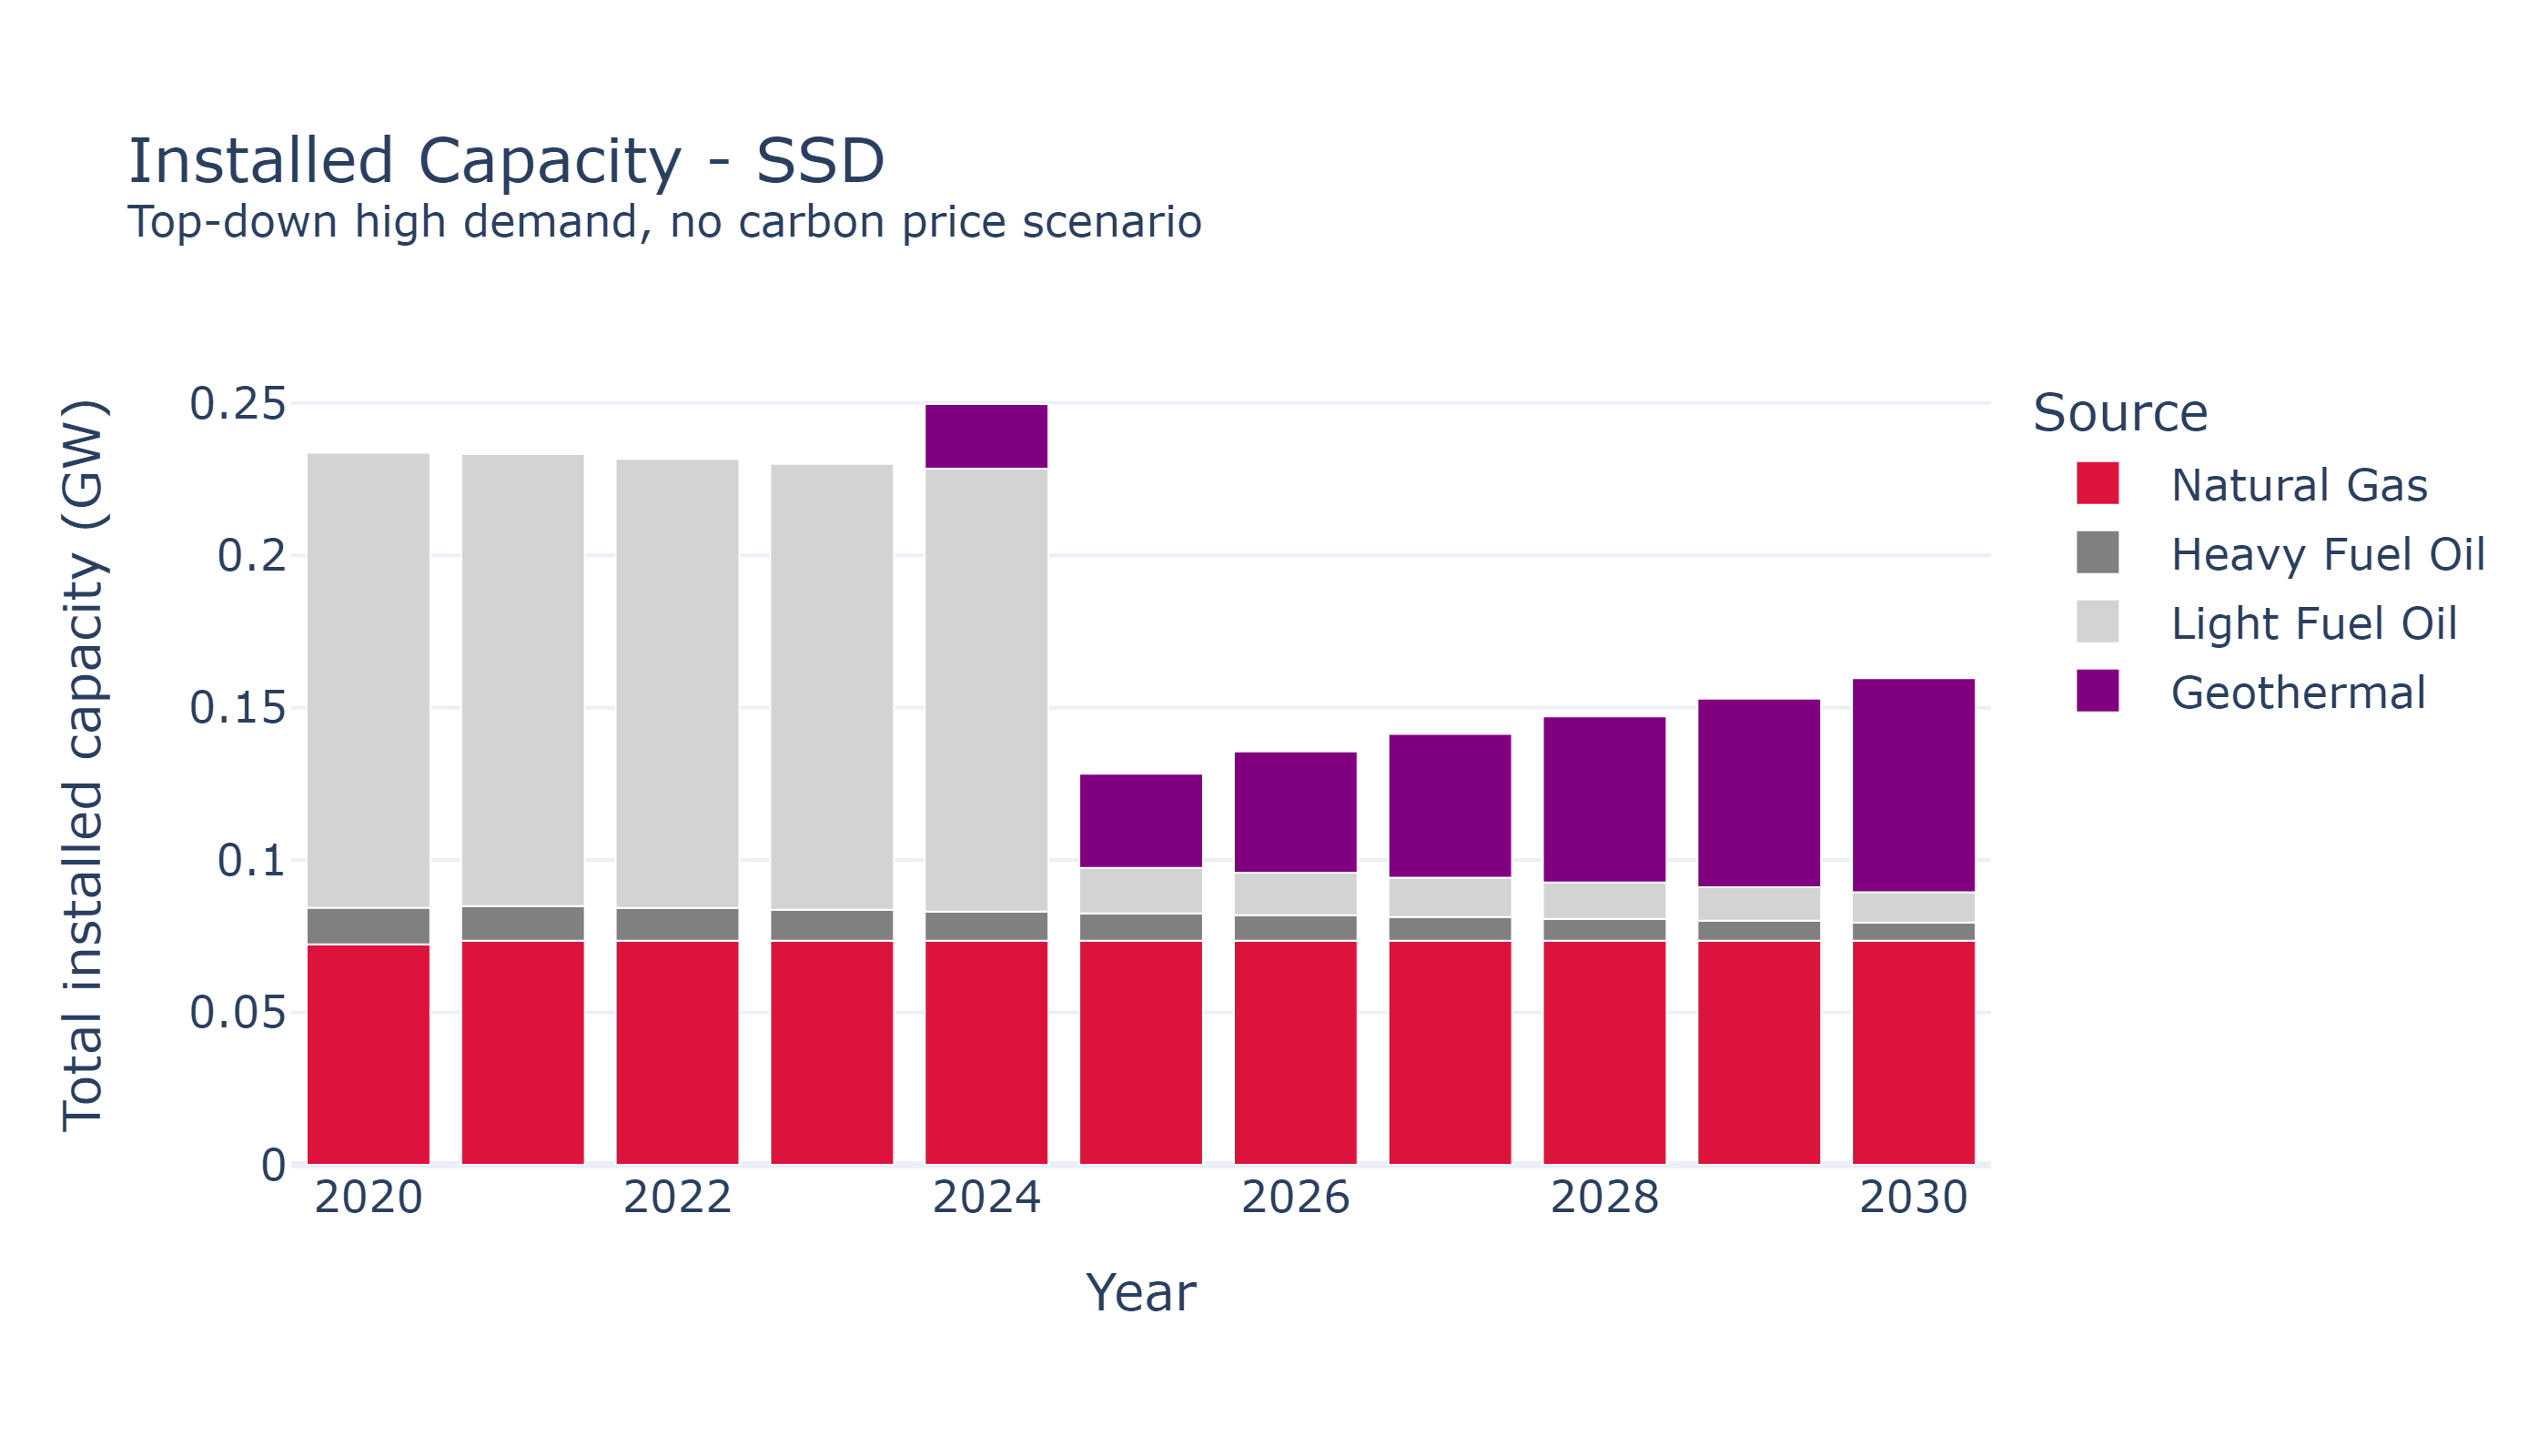 Installed Capacity - SSD
Top-down high demand, no carbon price scenario
Total installed capacity (GW)
0.25
0.2
0.15
0.1
0.05
0
2020
2022
2024
2026
2028
2030
Year
Source
Natural Gas
Heavy Fuel Oil
Light Fuel Oil
Geothermal